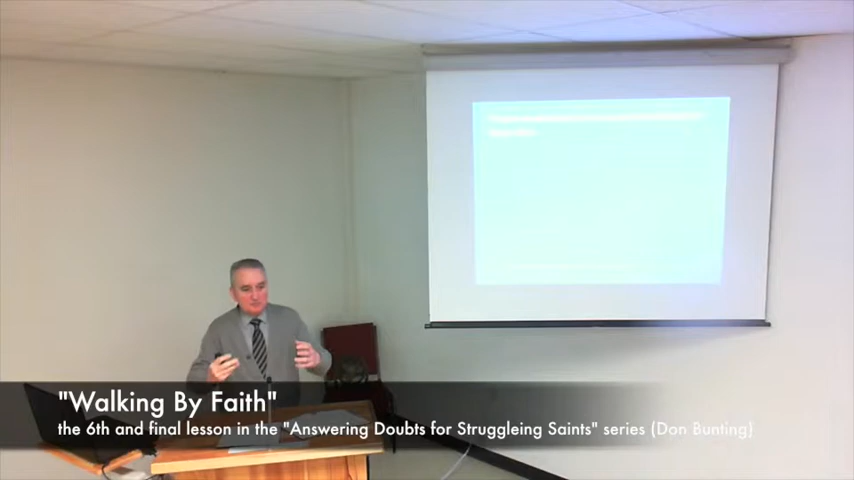 "Walking By Faith"
the 6th and final lesson in the "Answering Doubts for Struggleing Saints" series (Don Bunting)